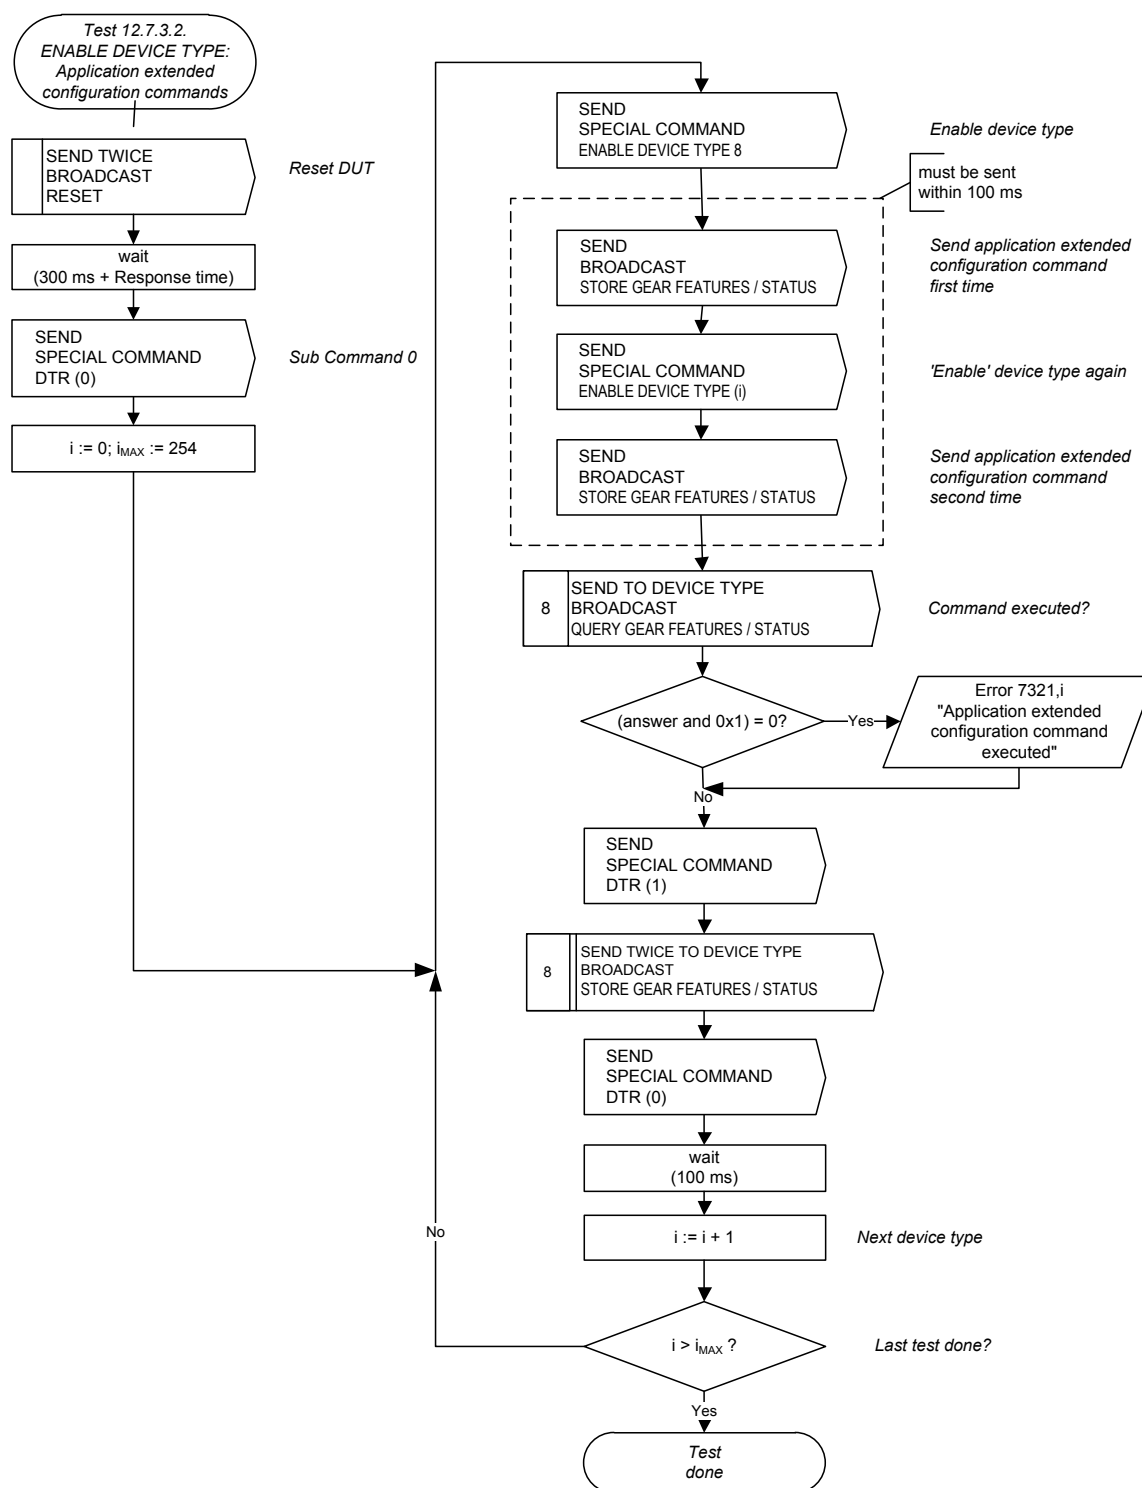 Test 12.7.3.2.
ENABLE DEVICE TYPE:
Application extended
configuration commands
SEND TWICE
BROADCAST
RESET
Reset DUT
wait
(300 ms + Response time)
SEND
SPECIAL COMMAND
DTR (0)
Sub Command 0
i := 0; iMAX := 254
SEND
SPECIAL COMMAND
ENABLE DEVICE TYPE 8
Enable device type
must be sent
within 100 ms
SEND
BROADCAST
STORE GEAR FEATURES / STATUS
Send application extended
configuration command
first time
SEND
SPECIAL COMMAND
ENABLE DEVICE TYPE (i)
'Enable' device type again
SEND
BROADCAST
STORE GEAR FEATURES / STATUS
Send application extended
configuration command
second time
8
SEND TO DEVICE TYPE
BROADCAST
QUERY GEAR FEATURES / STATUS
Command executed?
(answer and 0x1) = 0?
Yes
Error 7321,i
"Application extended
configuration command
executed"
No
SEND
SPECIAL COMMAND
DTR (1)
8
SEND TWICE TO DEVICE TYPE
BROADCAST
STORE GEAR FEATURES / STATUS
SEND
SPECIAL COMMAND
DTR (0)
wait
(100 ms)
i := i + 1
Next device type
No
i > iMAX ?
Last test done?
Yes
Test
done